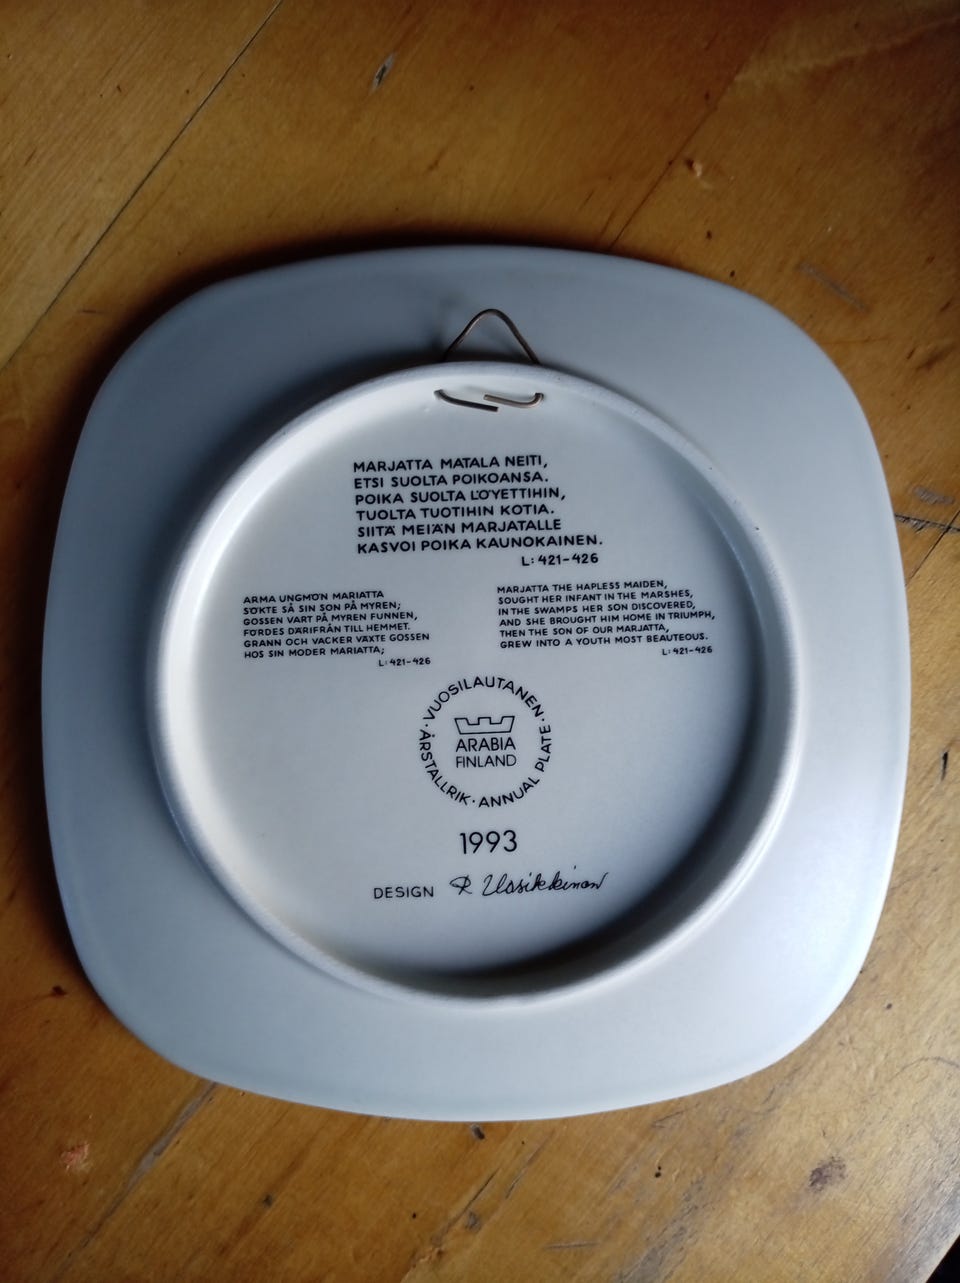 MARJATTA MATALA NEITI,
ETSI SUOLTA POIKOANSA.
POIKA SUOLTA LÖYETTIHIN,
TUOLTA TUOTIHIN KOTIA.
SIITÄ MEIÄN MARJATALLE
KASVOI POIKA KAUNOKAINEN.
L: 421-426
ARMA UNGMÖN MARIATTA
SÖKTE SÅ SIN SON PÅ MYREN;
GOSSEN VART PÅ MYREN FUNNEN,
FÖRDES DÄRIFRÅN TILL HEMMET.
GRANN OCH VACKER VÄXTE GOSSEN
HOS SIN MODER MARIATTA;
L: 421-426
MARJATTA THE HAPLESS MAIDEN,
SOUGHT HER INFANT IN THE MARSHES,
IN THE SWAMPS HER SON DISCOVERED,
AND SHE BROUGHT HIM HOME IN TRIUMPH,
THEN THE SON OF OUR MARJATTA,
GREW INTO A YOUTH MOST BEAUTEOUS.
L: 421-426
· VUOSILAUTANEN · ANNUAL PLATE · ÅRSTALLRIK
ARABIA
FINLAND
1993
DESIGN R Uosikkinen